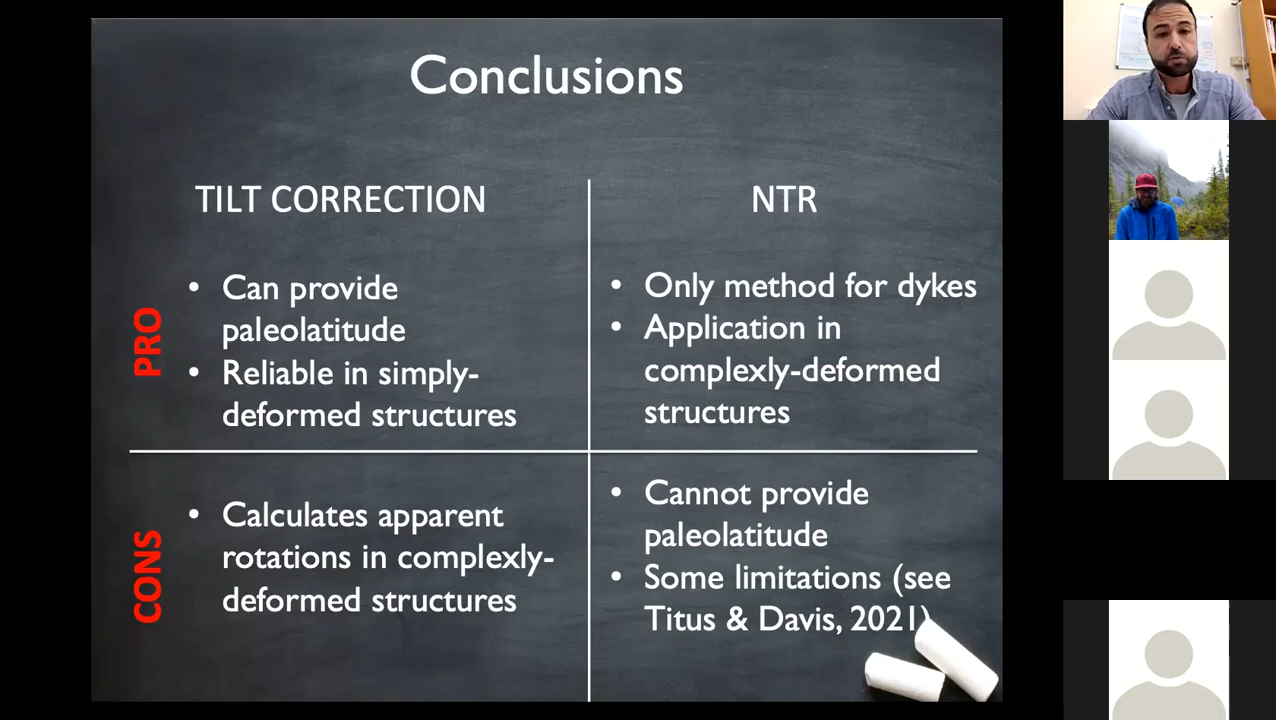 Conclusions
TILT CORRECTION
NTR
PRO
• Can provide
paleolatitude
• Reliable in simply-
deformed structures
• Only method for dykes
• Application in
complexly-deformed
structures
CONS
• Calculates apparent
rotations in complexly-
deformed structures
• Cannot provide
paleolatitude
• Some limitations (see
Titus & Davis, 2021)